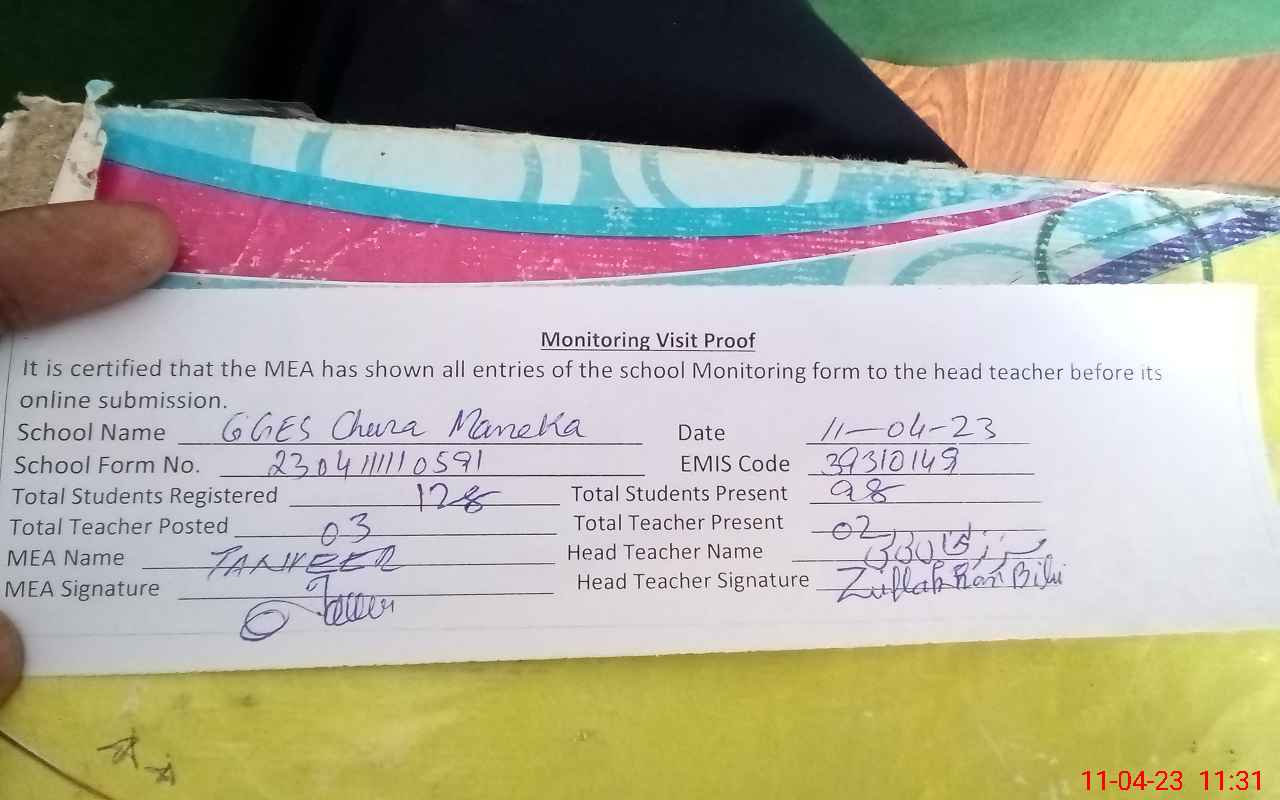 Monitoring Visit Proof
It is certified that the MEA has shown all entries of the school Monitoring form to the head teacher before its
online submission.
School Name GGES Chura Maneka Date 11-04-23
School Form No. 230411110591 EMIS Code 39310149
Total Students Registered 128 Total Students Present 98
Total Teacher Posted 03 Total Teacher Present 02
MEA Name TANVEER Head Teacher Name
MEA Signature Head Teacher Signature Bibi
11-04-23 11:31